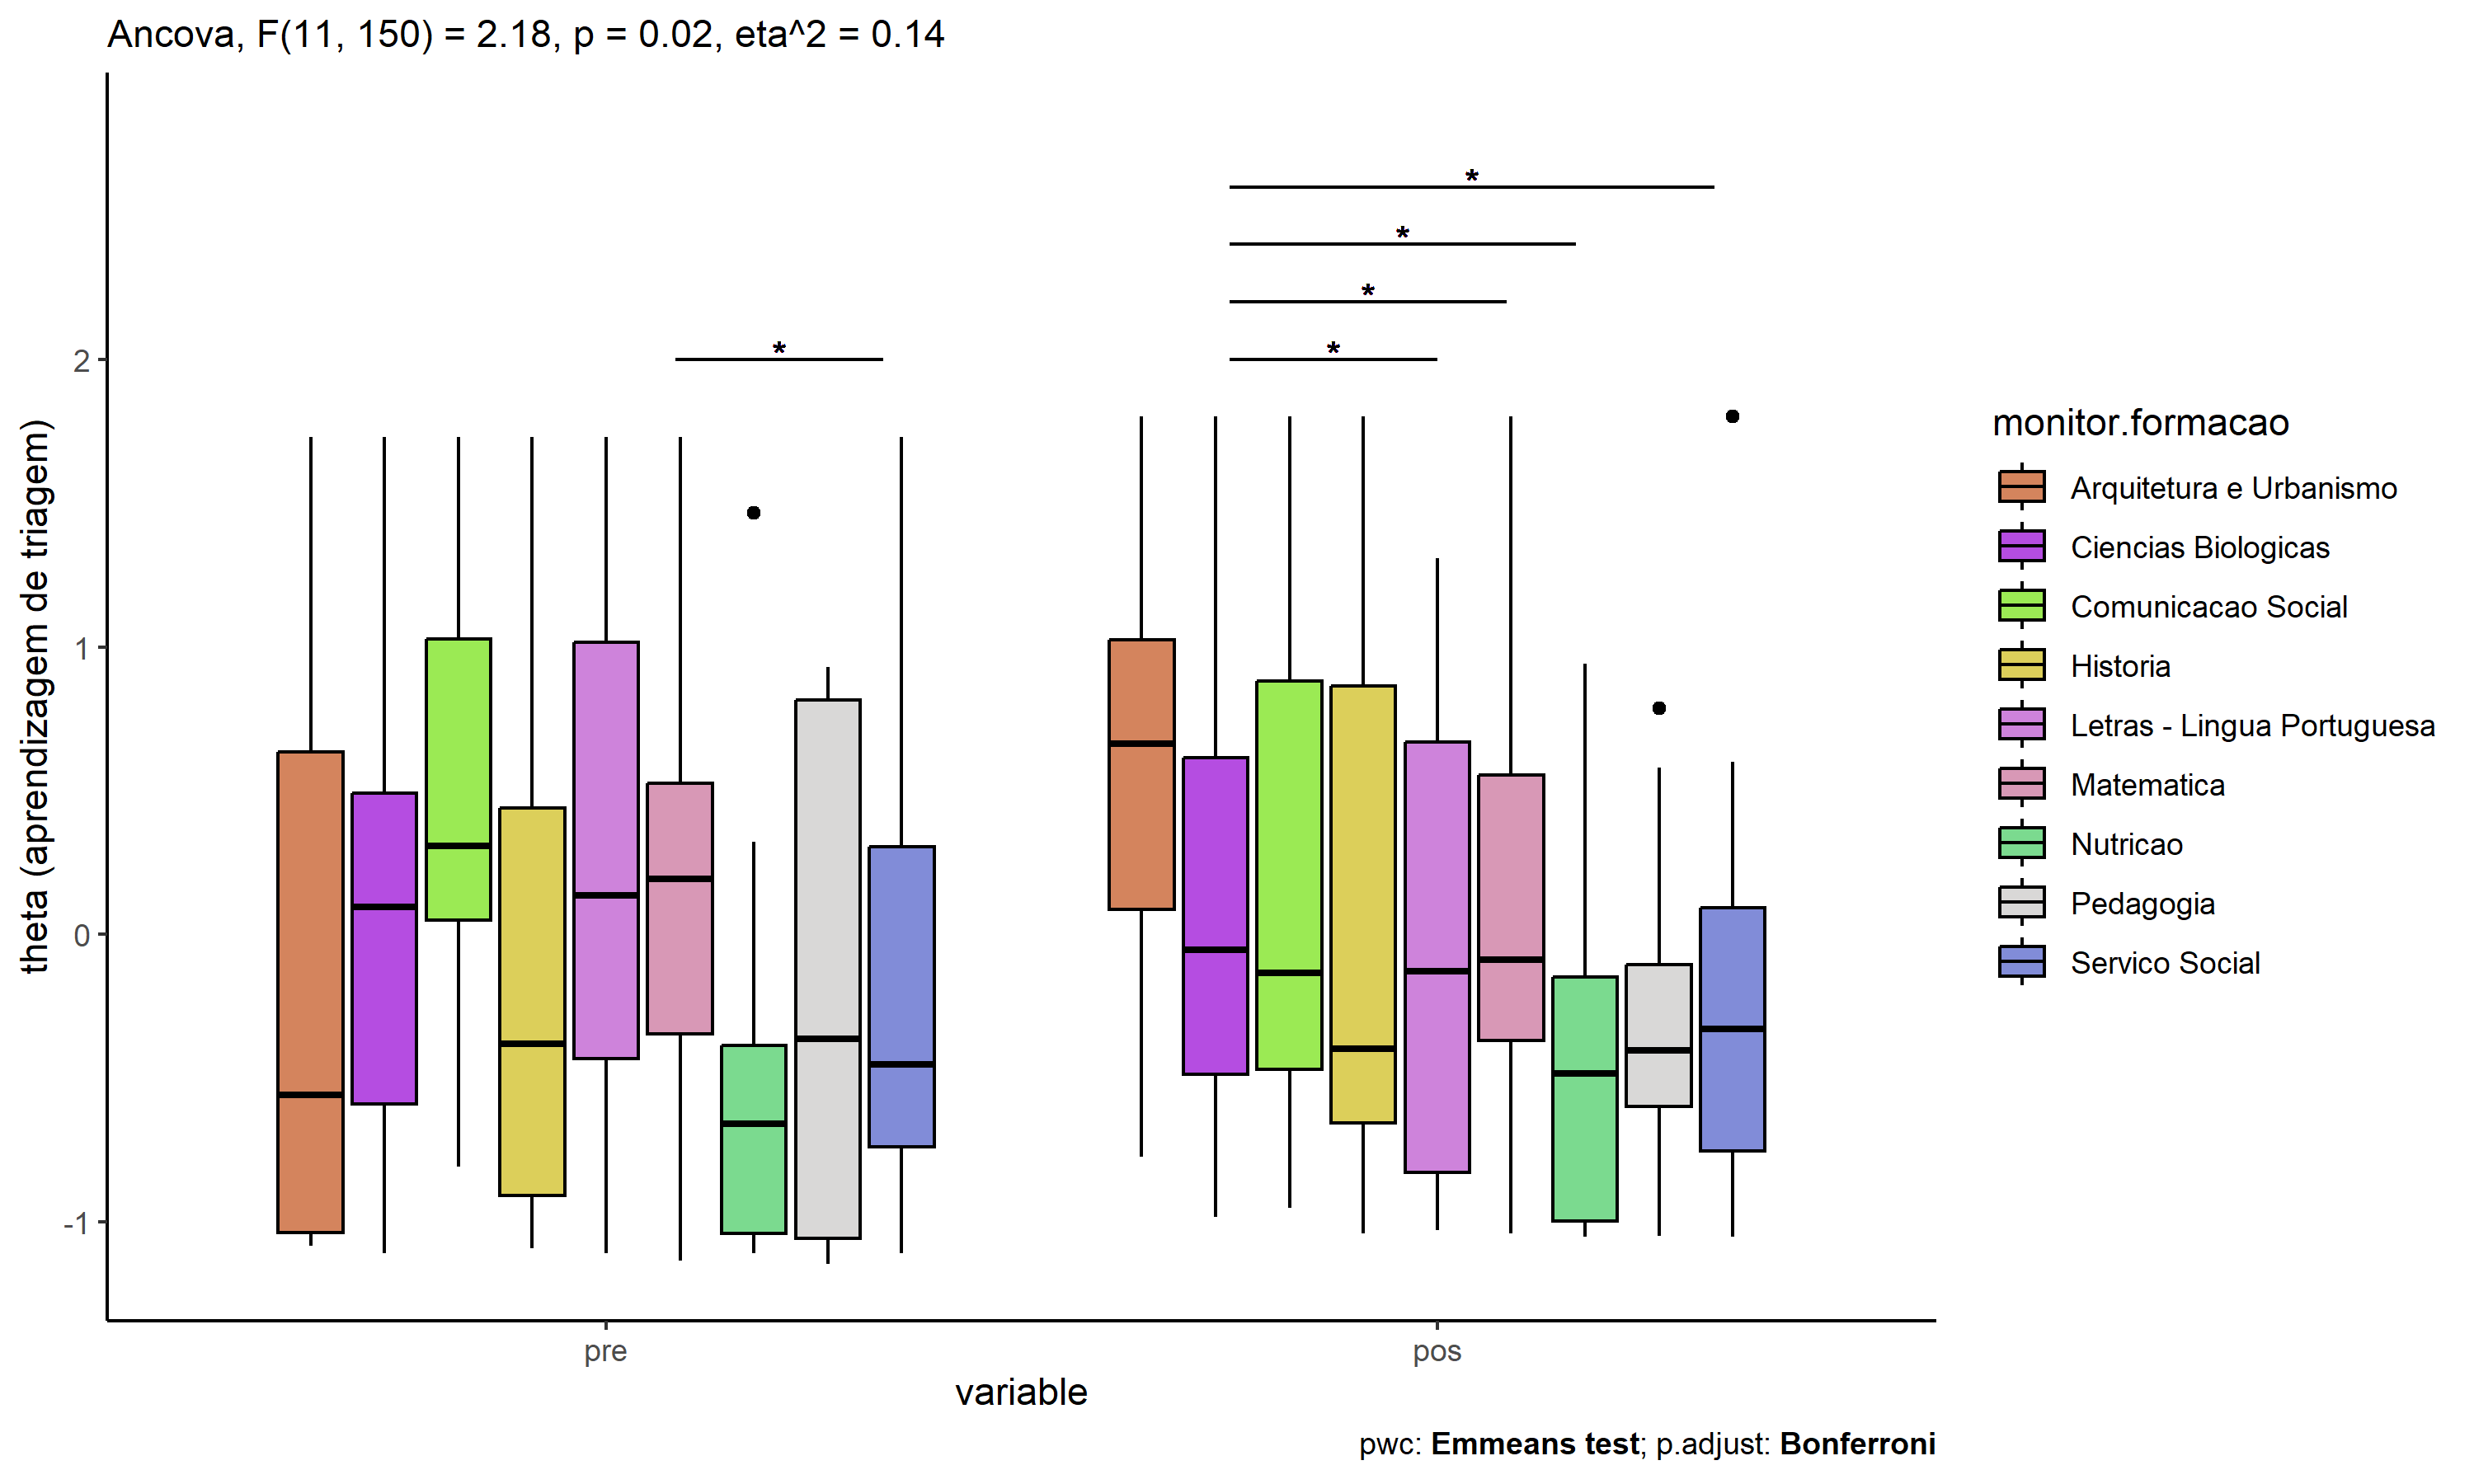 Ancova, F(11, 150) = 2.18, p = 0.02, eta^2 = 0.14
*
*
*
2
*
*
1
0
-1
theta (aprendizagem de triagem)
pre
pos
variable
monitor.formacao
Arquitetura e Urbanismo
Ciencias Biologicas
Comunicacao Social
Historia
Letras - Lingua Portuguesa
Matematica
Nutricao
Pedagogia
Servico Social
pwc: Emmeans test; p.adjust: Bonferroni